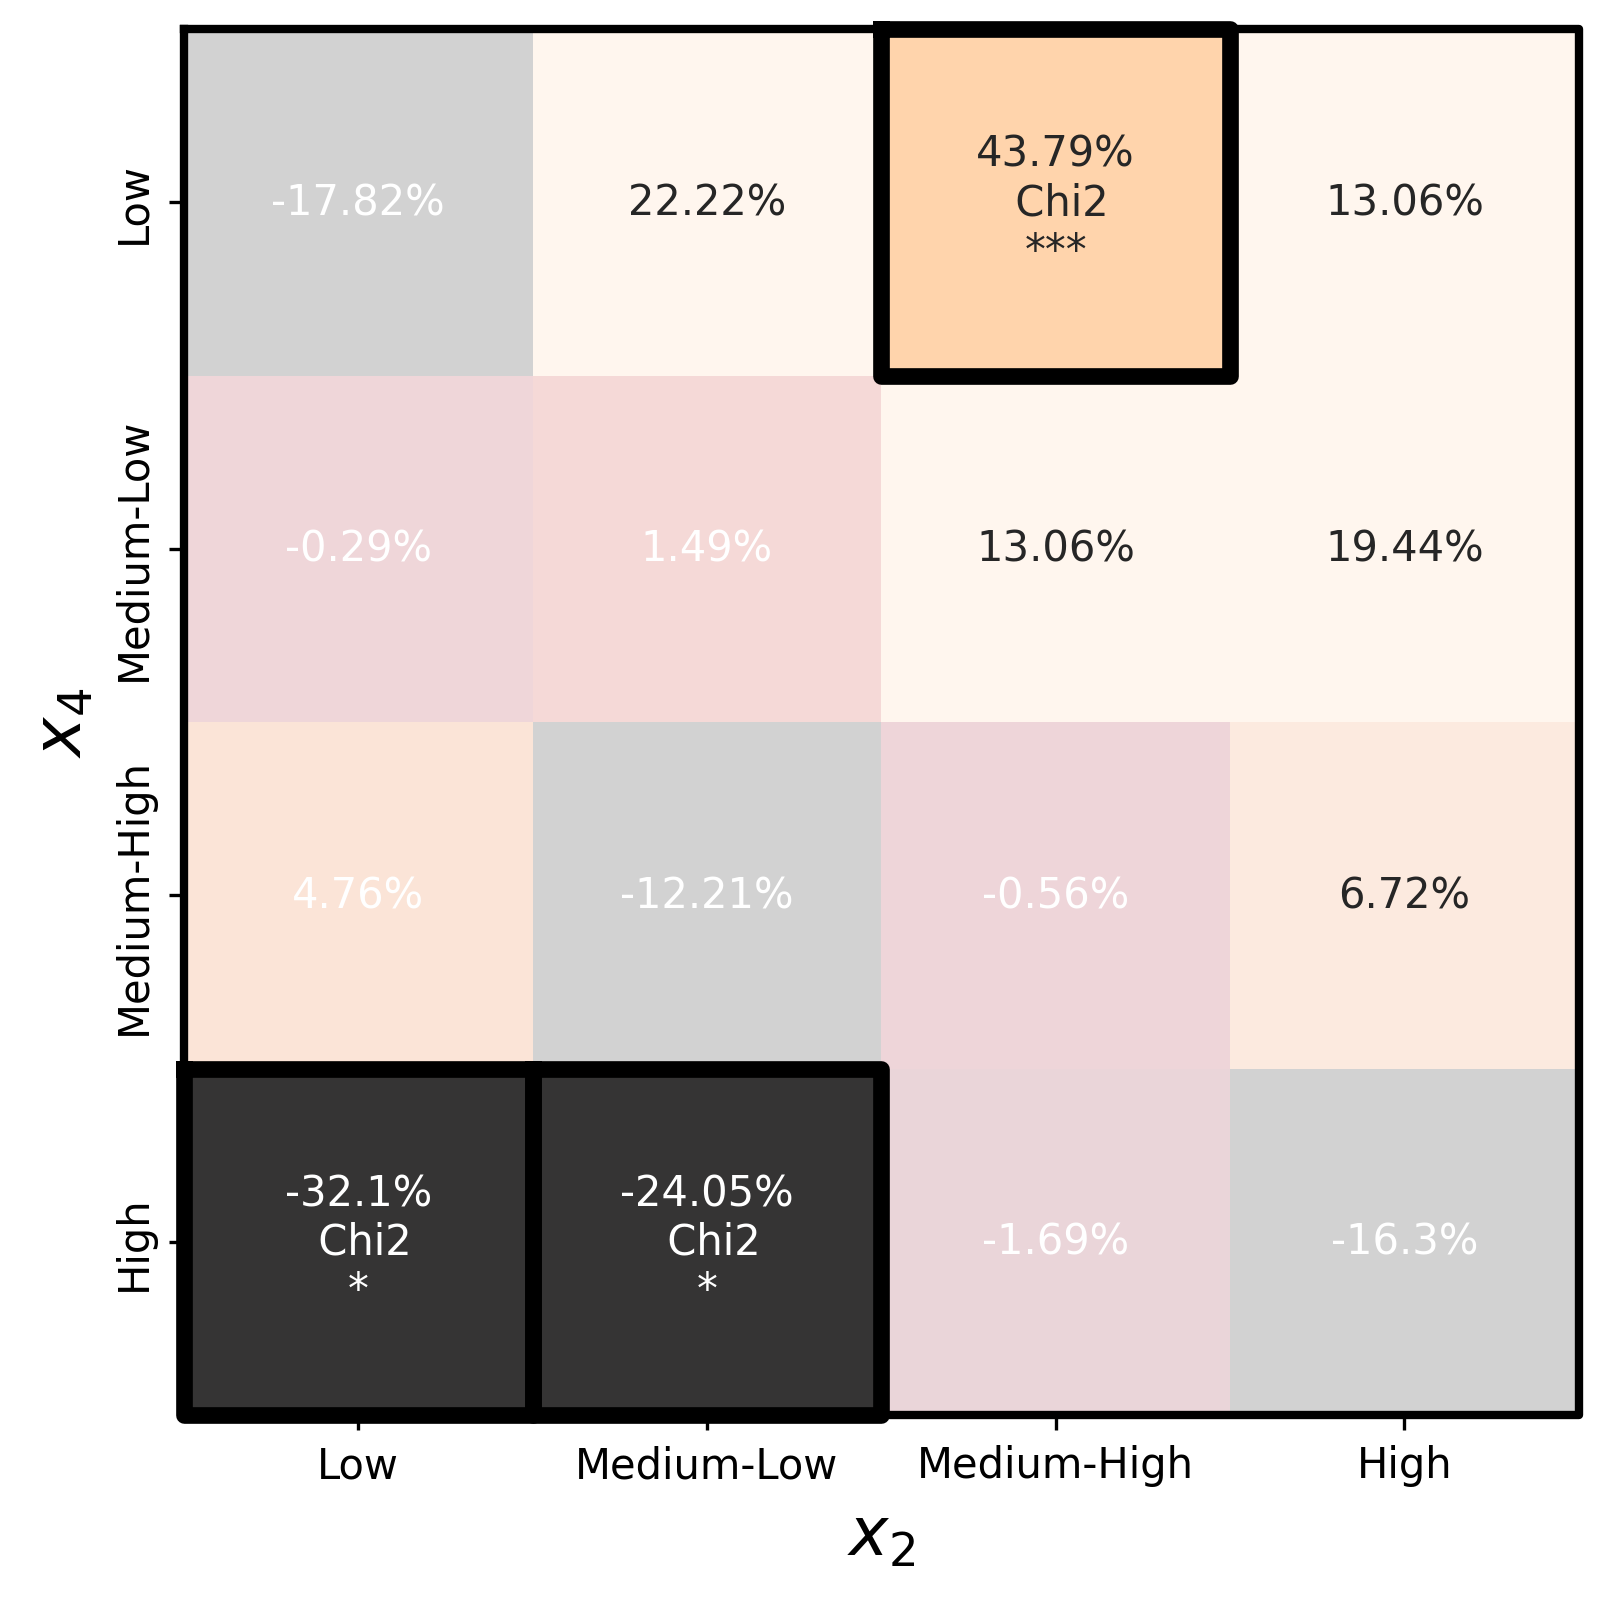 Low
-17.82%
22.22%
43.79%
Chi2
***
13.06%
Medium-Low
-0.29%
1.49%
13.06%
19.44%
x4
Medium-High
4.76%
-12.21%
-0.56%
6.72%
High
-32.1%
Chi2
*
-24.05%
Chi2
*
-1.69%
-16.3%
Low
Medium-Low
Medium-High
High
x2